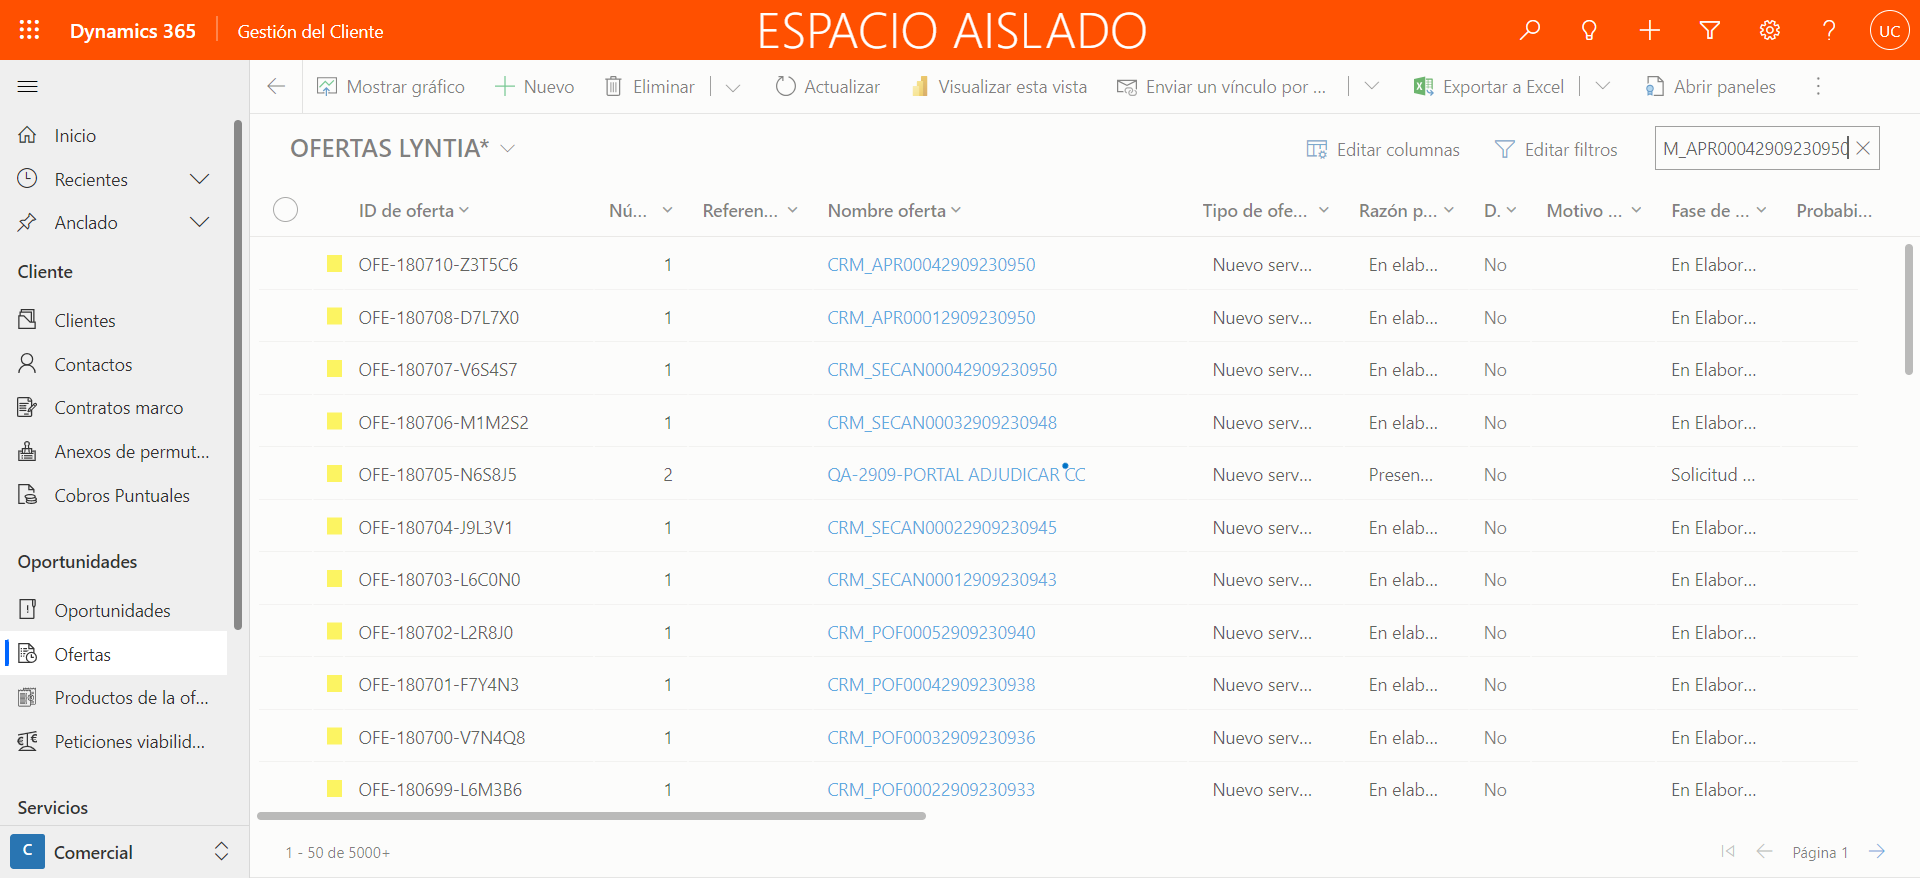 Dynamics 365 Gestión del Cliente ESPACIO AISLADO UC
Mostrar gráfico Nuevo Eliminar Actualizar Visualizar esta vista Enviar un vínculo por ... Exportar a Excel Abrir paneles
Inicio
Recientes
Anclado
Cliente
Clientes
Contactos
Contratos marco
Anexos de permut...
Cobros Puntuales
Oportunidades
Oportunidades
Ofertas
Productos de la of...
Peticiones viabilid...
Servicios
C Comercial
OFERTAS LYNTIA* Editar columnas Editar filtros M_APR00042909230950
ID de oferta Nú... Referen... Nombre oferta Tipo de ofe... Razón p... D. Motivo ... Fase de ... Probabi...
OFE-180710-Z3T5C6 1 CRM_APR00042909230950 Nuevo serv... En elab... No En Elabor...
OFE-180708-D7L7X0 1 CRM_APR00012909230950 Nuevo serv... En elab... No En Elabor...
OFE-180707-V6S4S7 1 CRM_SECAN00042909230950 Nuevo serv... En elab... No En Elabor...
OFE-180706-M1M2S2 1 CRM_SECAN00032909230948 Nuevo serv... En elab... No En Elabor...
OFE-180705-N6S8J5 2 QA-2909-PORTAL ADJUDICAR CC Nuevo serv... Presen... No Solicitud ...
OFE-180704-J9L3V1 1 CRM_SECAN00022909230945 Nuevo serv... En elab... No En Elabor...
OFE-180703-L6C0N0 1 CRM_SECAN00012909230943 Nuevo serv... En elab... No En Elabor...
OFE-180702-L2R8J0 1 CRM_POF00052909230940 Nuevo serv... En elab... No En Elabor...
OFE-180701-F7Y4N3 1 CRM_POF00042909230938 Nuevo serv... En elab... No En Elabor...
OFE-180700-V7N4Q8 1 CRM_POF00032909230936 Nuevo serv... En elab... No En Elabor...
OFE-180699-L6M3B6 1 CRM_POF00022909230933 Nuevo serv... En elab... No En Elabor...
1 - 50 de 5000+ Página 1